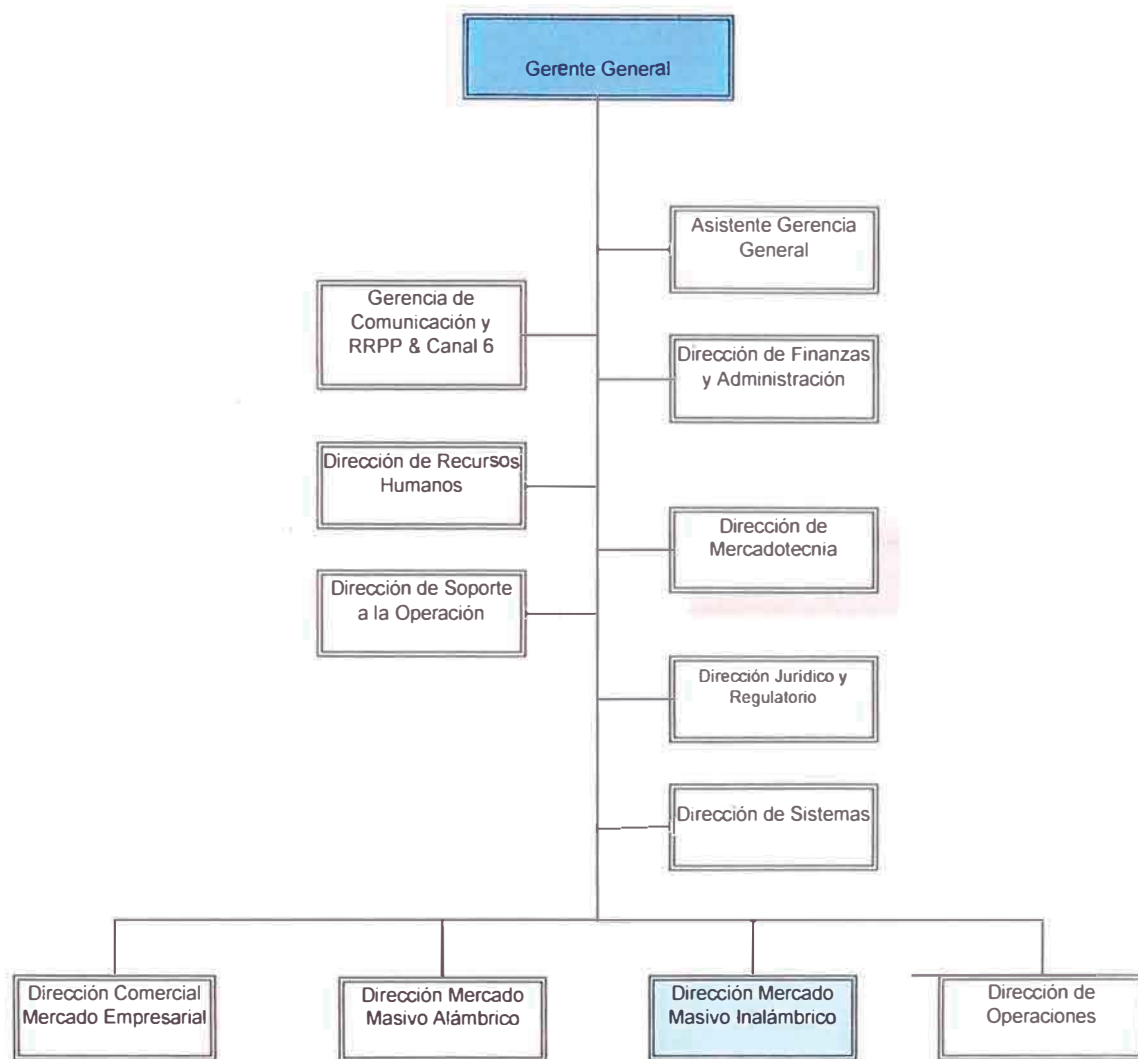 Gerente General
Asistente Gerencia
General
Gerencia de
Comunicación y
RRPP & Canal 6
Dirección de Finanzas
y Administración
Dirección de Recursos
Humanos
Dirección de
Mercadotecnia
Dirección de Soporte
a la Operación
Dirección Jurídico y
Regulatorio
Dirección de Sistemas
Dirección Comercial
Mercado Empresarial
Dirección Mercado
Masivo Alámbrico
Dirección Mercado
Masivo Inalámbrico
Dirección de
Operaciones